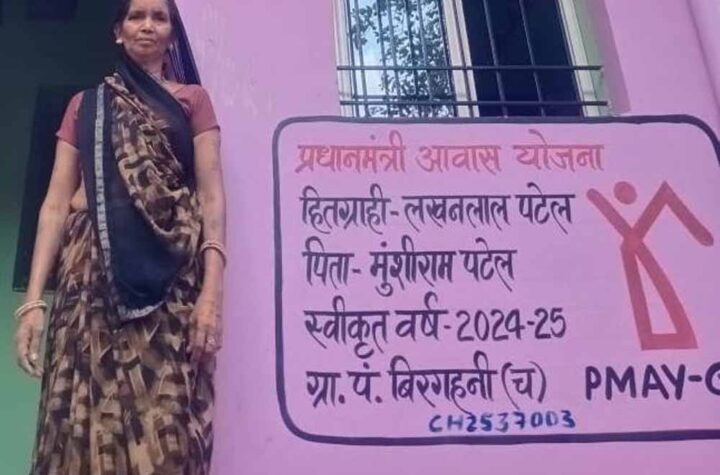 प्रधानमंत्री आवास योजना
हितग्राही-लखनलाल पटेल
पिता- मुंशीराम पटेल
स्वीकृत वर्ष-2024-25
ग्रा. पं. बिरगहनी (च) PMAY-G
CH2537003